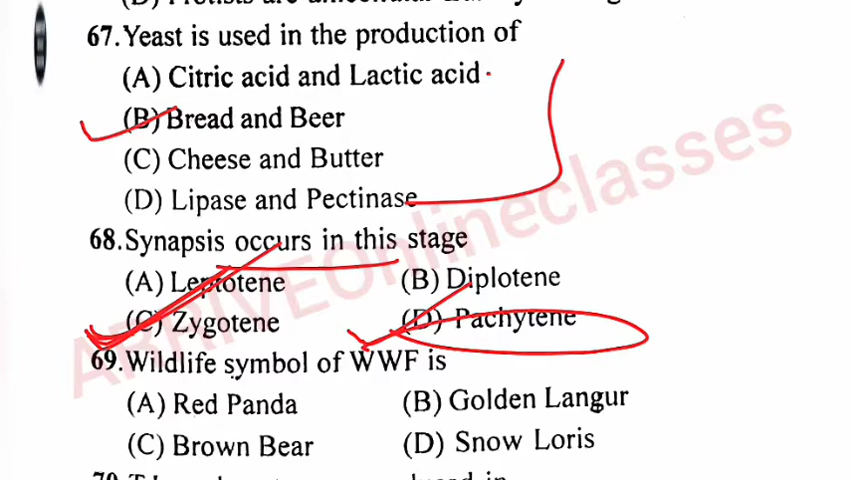 67. Yeast is used in the production of
(A) Citric acid and Lactic acid
(B) Bread and Beer
(C) Cheese and Butter
(D) Lipase and Pectinase
68. Synapsis occurs in this stage
(A) Leptotene (B) Diplotene
(C) Zygotene (D) Pachytene
69. Wildlife symbol of WWF is
(A) Red Panda (B) Golden Langur
(C) Brown Bear (D) Snow Loris
ARRIVEOnlineclasses